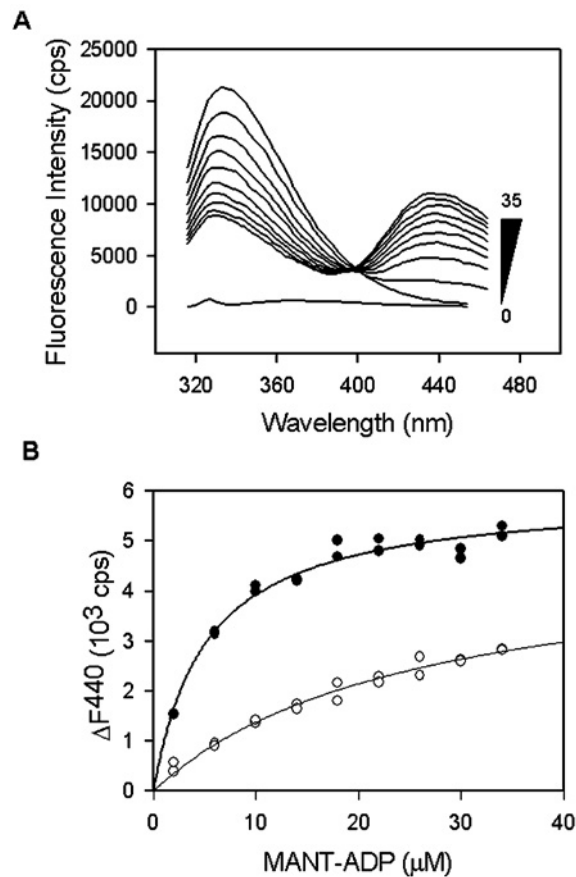 A
25000
20000
15000
10000
5000
0
Fluorescence Intensity (cps)
35
0
320 360 400 440 480
Wavelength (nm)
B
6
5
4
3
2
1
0
ΔF440 (10³ cps)
0 10 20 30 40
MANT-ADP (μM)